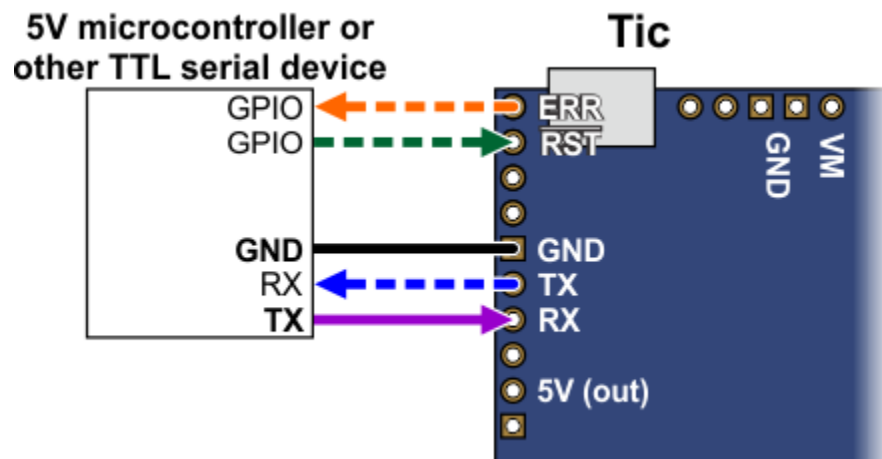 5V microcontroller or
other TTL serial device
Tic
GPIO
ERR
GPIO
RST
GND
VM
GND
GND
RX
TX
TX
RX
5V (out)